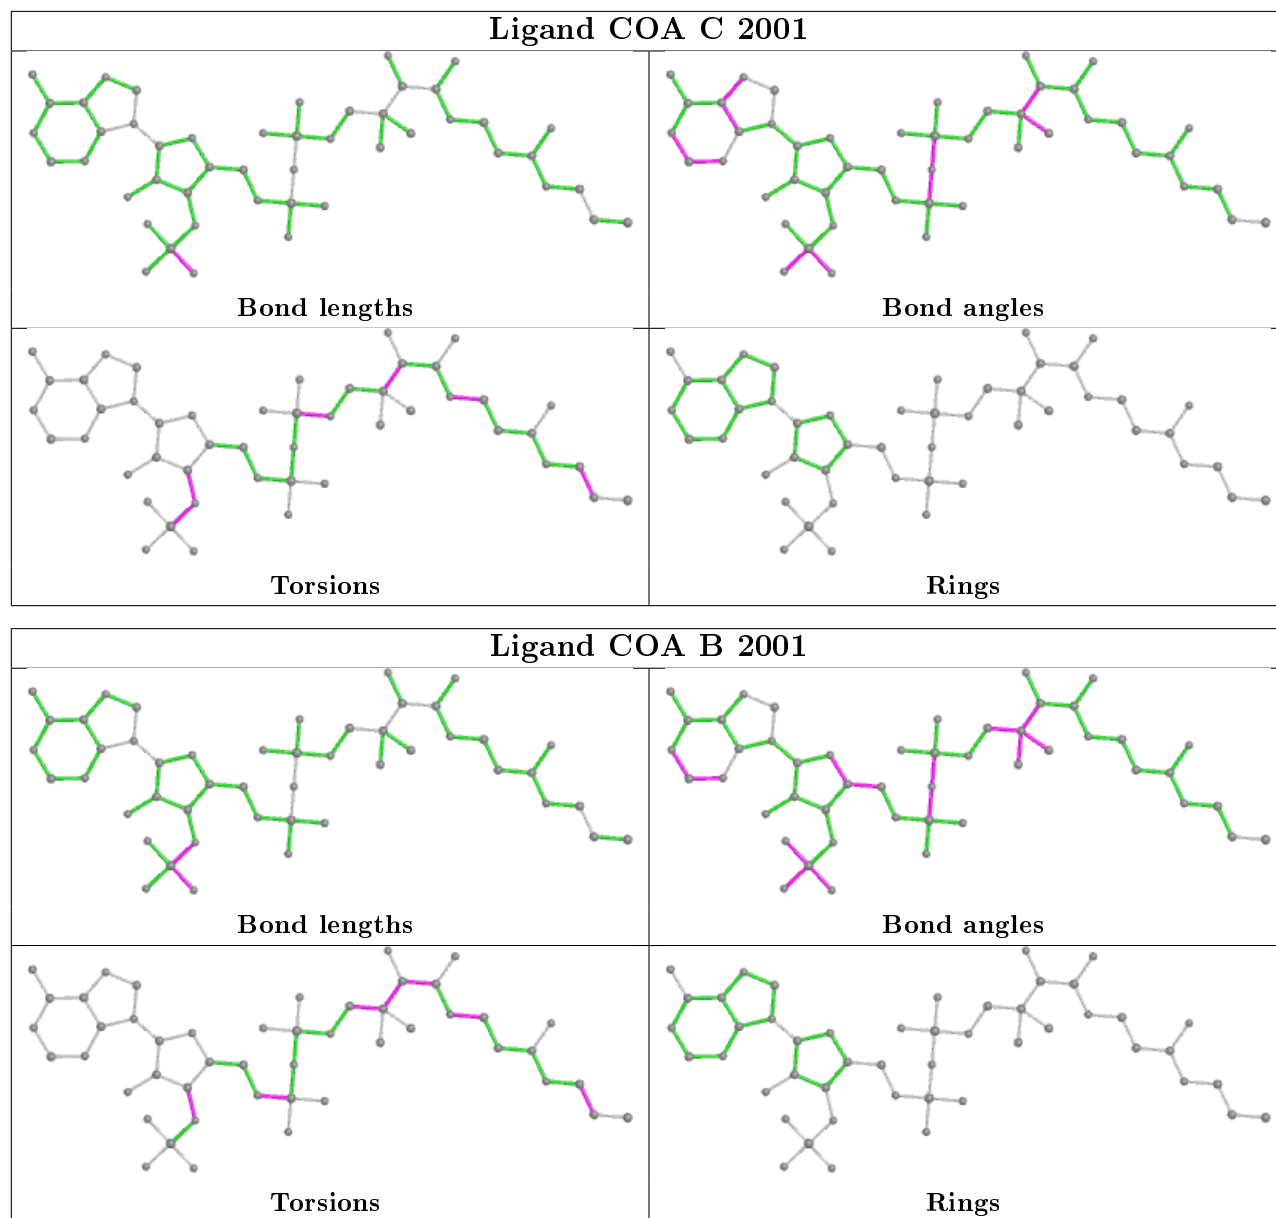 Ligand COA C 2001
Bond lengths
Bond angles
Torsions
Rings
Ligand COA B 2001
Bond lengths
Bond angles
Torsions
Rings